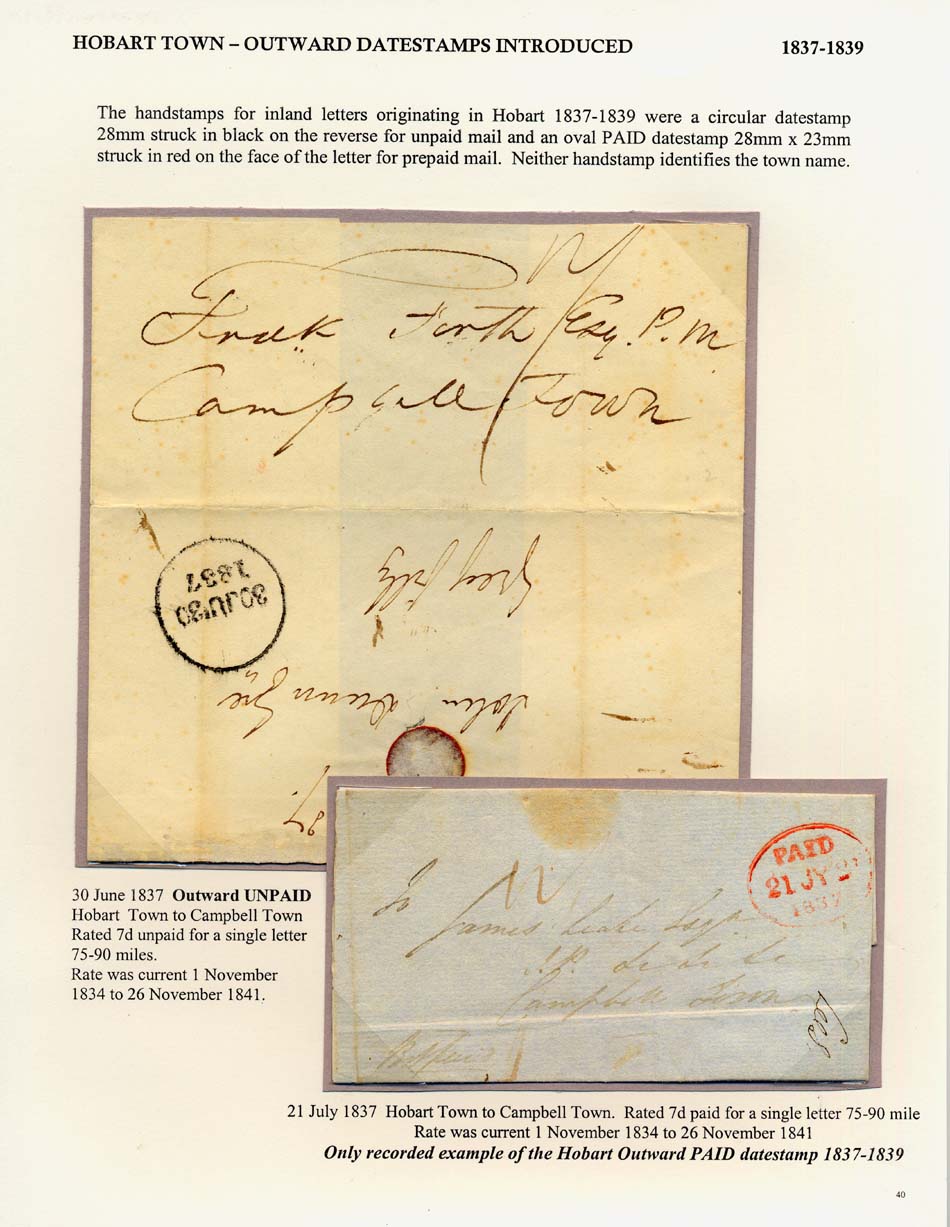 HOBART TOWN – OUTWARD DATESTAMPS INTRODUCED 1837-1839
The handstamps for inland letters originating in Hobart 1837-1839 were a circular datestamp
28mm struck in black on the reverse for unpaid mail and an oval PAID datestamp 28mm x 23mm
struck in red on the face of the letter for prepaid mail. Neither handstamp identifies the town name.
Forth Esq. P. M
Campbell Town
30 JU 30
1837
John
PAID
21 JY 21
1837
To
James Leake Esqr
J.P. &c &c &c
Campbell Town
30 June 1837 Outward UNPAID
Hobart Town to Campbell Town
Rated 7d unpaid for a single letter
75-90 miles.
Rate was current 1 November
1834 to 26 November 1841.
21 July 1837 Hobart Town to Campbell Town. Rated 7d paid for a single letter 75-90 mile
Rate was current 1 November 1834 to 26 November 1841
Only recorded example of the Hobart Outward PAID datestamp 1837-1839
40